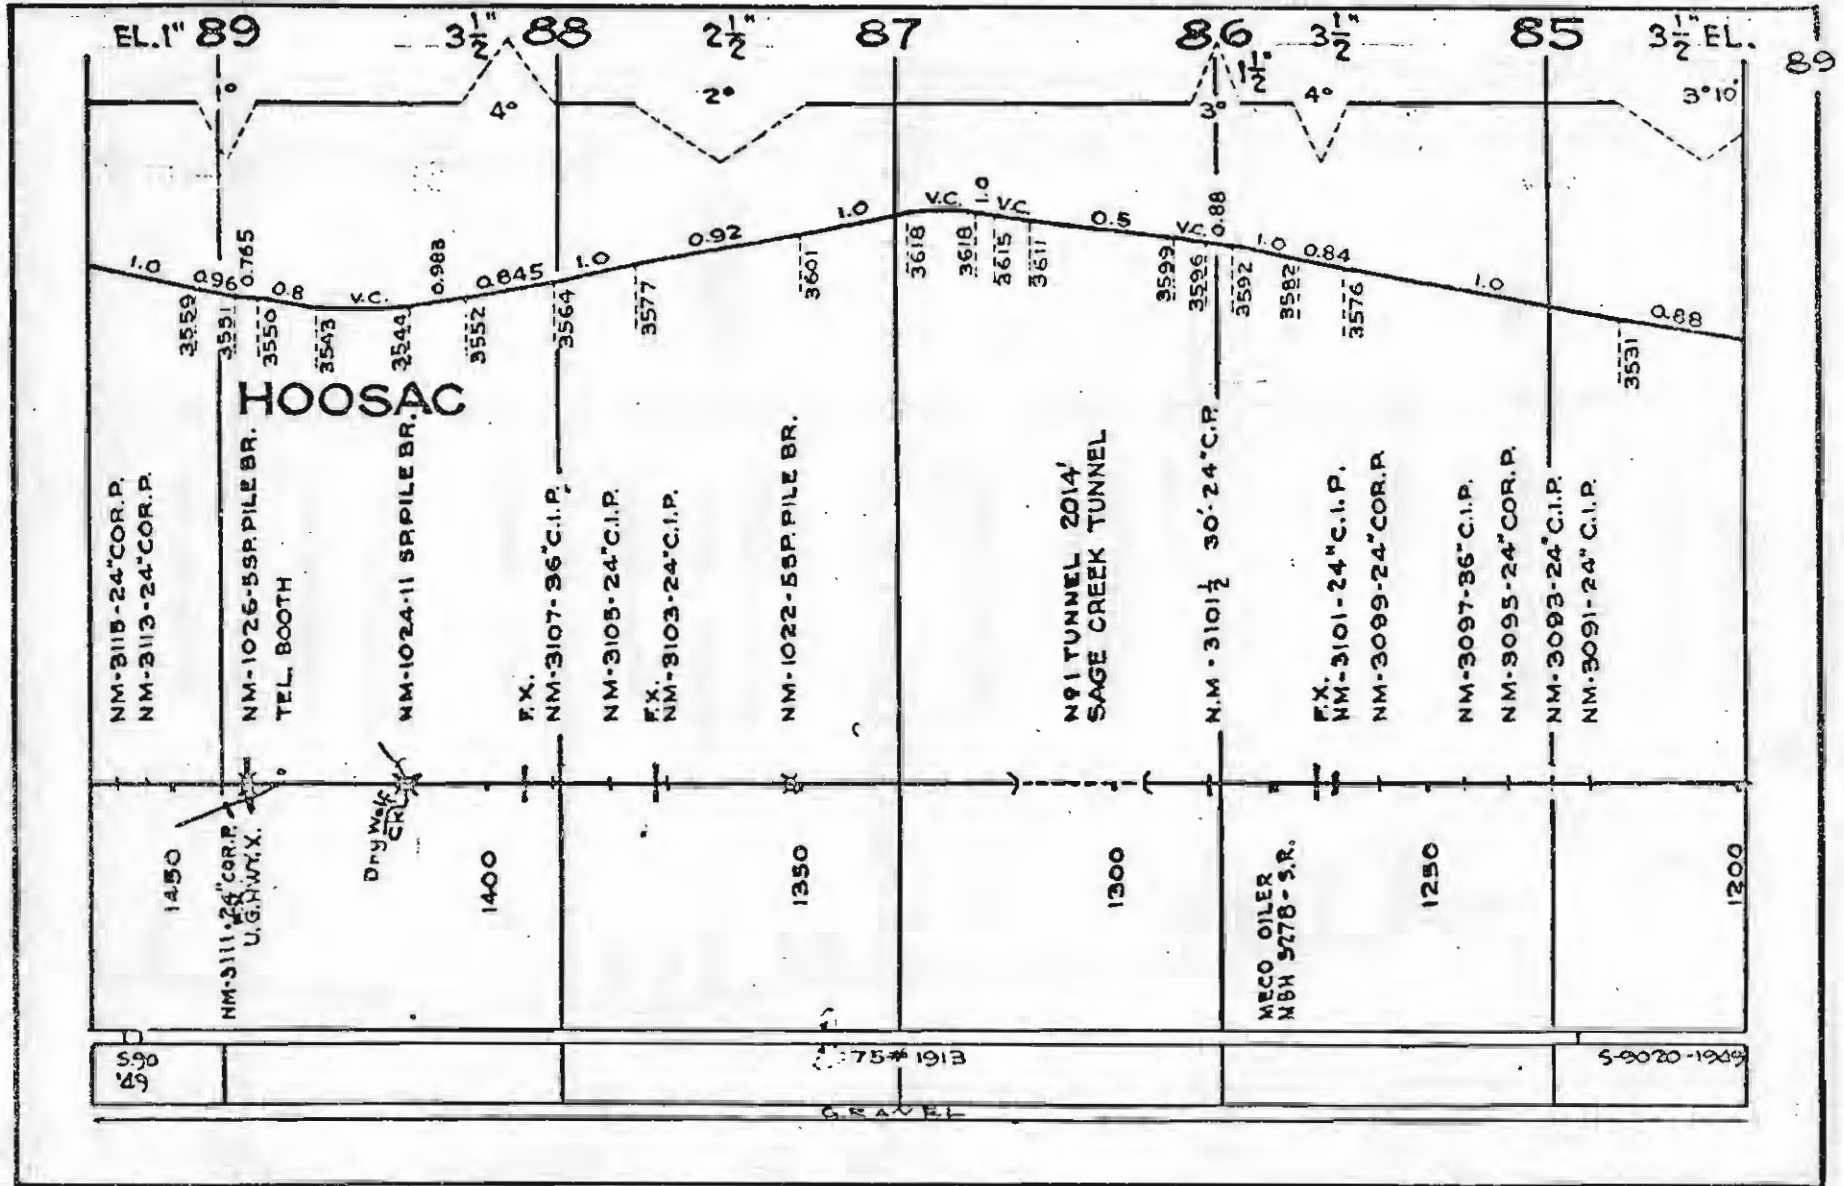 EL.1" 89 3½" 88 2½" 87 86 3½" 85 3½" EL.
89
1½"
° 4° 2° 3° 4° 3°10'
1.0 0.96 0.765 0.8 V.C. 0.983 0.845 1.0 0.92 1.0 V.C. 1.0 V.C. 0.5 V.C. 0.88 1.0 0.84 1.0 0.88
3559 3551 3550 3543 3544 3552 3564 3577 3601 3618 3618 3615 3611 3599 3596 3592 3582 3576 3531
HOOSAC
NM-3115-24"COR.P.
NM-3113-24"COR.P.
NM-1026-5SP.PILE BR.
TEL. BOOTH
NM-1024-11 SP.PILE BR.
F.X.
NM-3107-36"C.I.P.
NM-3105-24"C.I.P.
F.X.
NM-3103-24"C.I.P.
NM-1022-5SP.PILE BR.
Nº1 TUNNEL 2014'
SAGE CREEK TUNNEL
N.M-3101½ 30'-24"C.P.
F.X.
NM-3101-24"C.I.P.
NM-3099-24"COR.P.
NM-3097-36"C.I.P.
NM-3095-24"COR.P.
NM-3093-24"C.I.P.
NM-3091-24"C.I.P.
1450
NM-3111-24"COR.P.
U.G.HWY.X.
Dry Wolf
CRK.
1400
1350
1300
MECO OILER
MBH 5278-S.R.
1250
1200
S-90
'49
75# 1913
S-9020-1949
GRAVEL